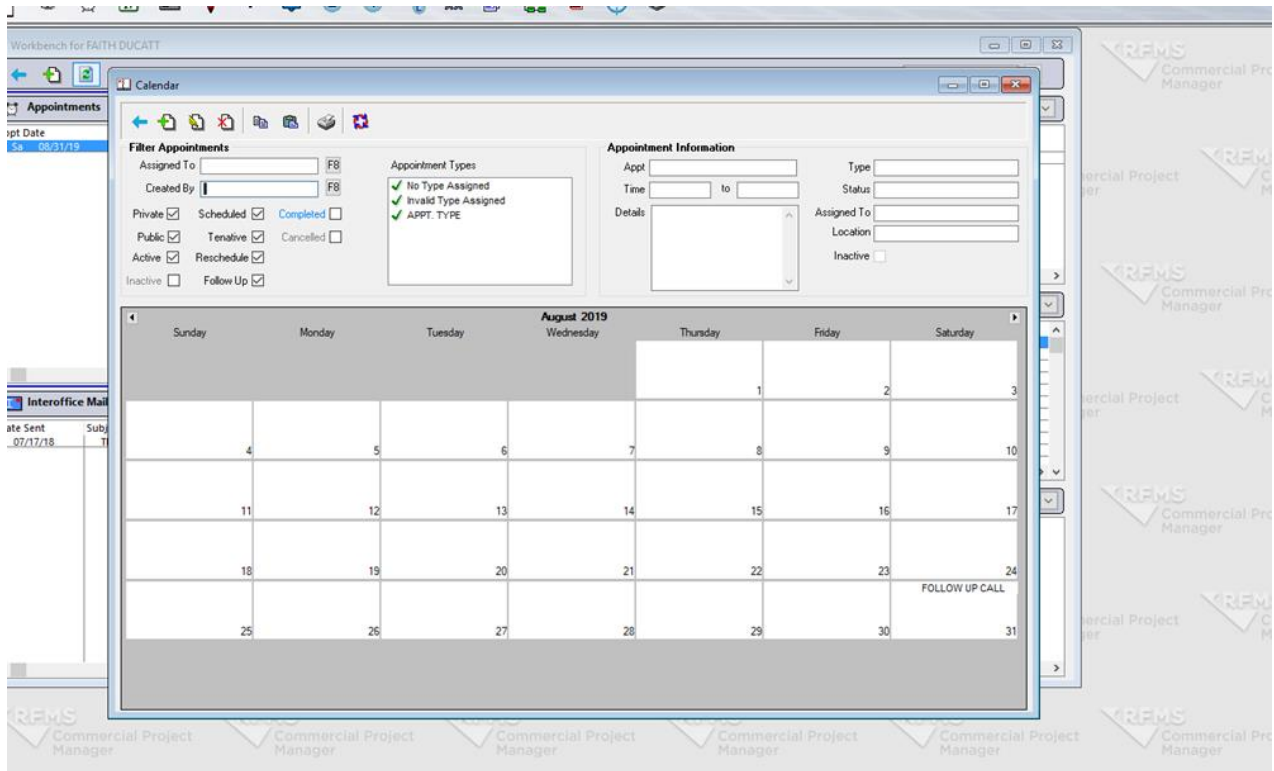 Workbench for FAITH DUCATT
Appointments
ppt Date
Sa 08/31/19
Interoffice Mail
ate Sent Subj
07/17/18
Calendar
Filter Appointments
Assigned To F8
Created By F8
Private Scheduled Completed
Public Tenative Cancelled
Active Reschedule
Inactive Follow Up
Appointment Types
No Type Assigned
Invalid Type Assigned
APPT. TYPE
Appointment Information
Appt
Time to
Details
Type
Status
Assigned To
Location
Inactive
August 2019
Sunday Monday Tuesday Wednesday Thursday Friday Saturday
1 2 3
4 5 6 7 8 9 10
11 12 13 14 15 16 17
18 19 20 21 22 23 24
FOLLOW UP CALL
25 26 27 28 29 30 31
REMS
Commercial Project
Manager